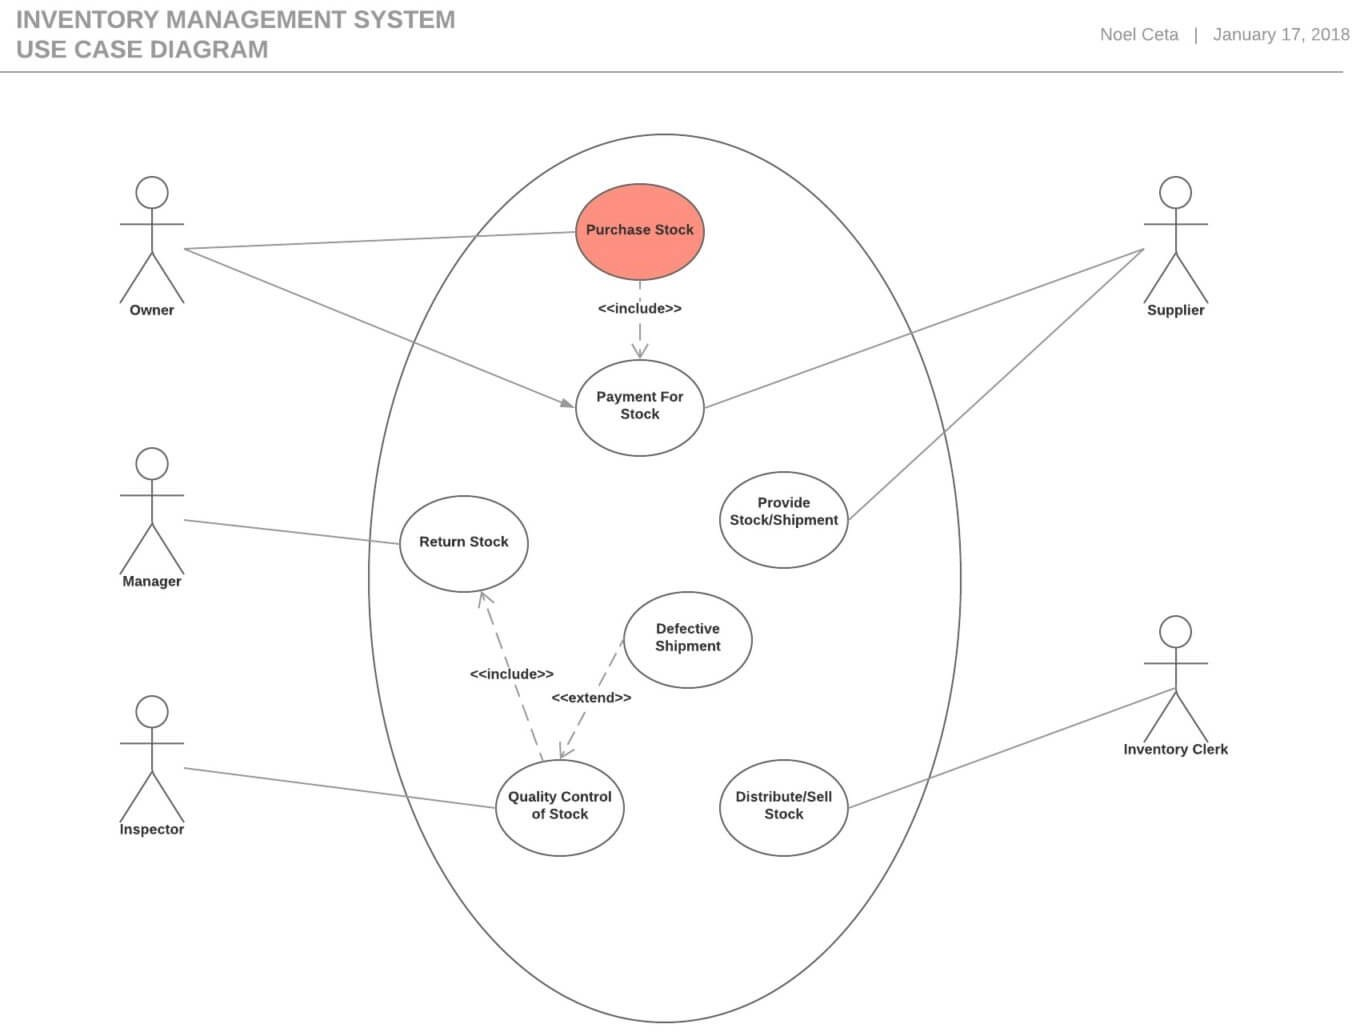 INVENTORY MANAGEMENT SYSTEM
USE CASE DIAGRAM
Noel Ceta | January 17, 2018
Purchase Stock
<<include>>
Owner
Supplier
Payment For
Stock
Provide
Stock/Shipment
Return Stock
Manager
Defective
Shipment
<<include>>
<<extend>>
Inventory Clerk
Quality Control
of Stock
Distribute/Sell
Stock
Inspector